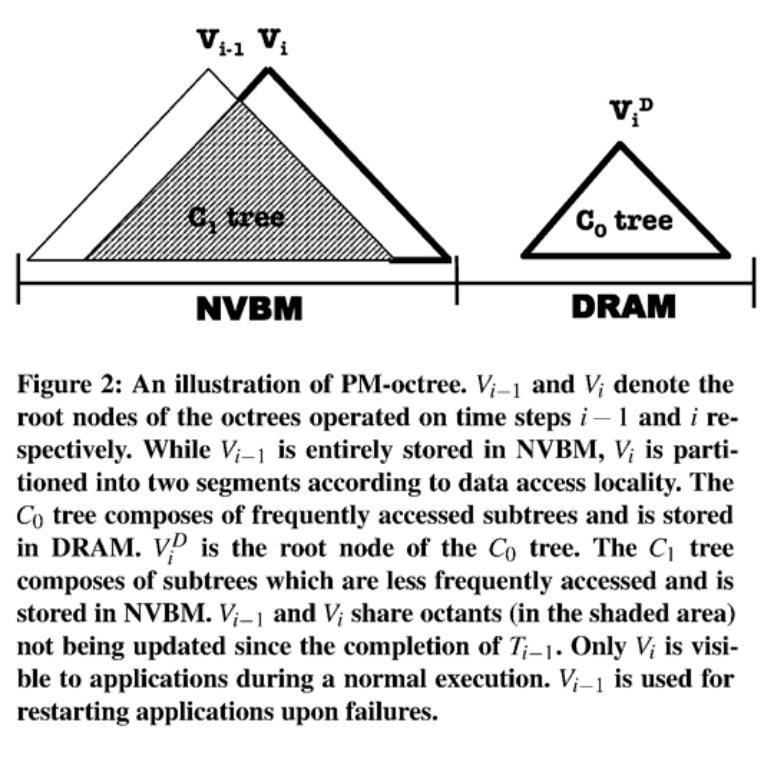 V_{i-1} V_i
V_i^D
C_1 tree
C_0 tree
NVBM
DRAM
Figure 2: An illustration of PM-octree. V_{i−1} and V_i denote the
root nodes of the octrees operated on time steps i − 1 and i re-
spectively. While V_{i−1} is entirely stored in NVBM, V_i is parti-
tioned into two segments according to data access locality. The
C_0 tree composes of frequently accessed subtrees and is stored
in DRAM. V_i^D is the root node of the C_0 tree. The C_1 tree
composes of subtrees which are less frequently accessed and is
stored in NVBM. V_{i−1} and V_i share octants (in the shaded area)
not being updated since the completion of T_{i−1}. Only V_i is visi-
ble to applications during a normal execution. V_{i−1} is used for
restarting applications upon failures.